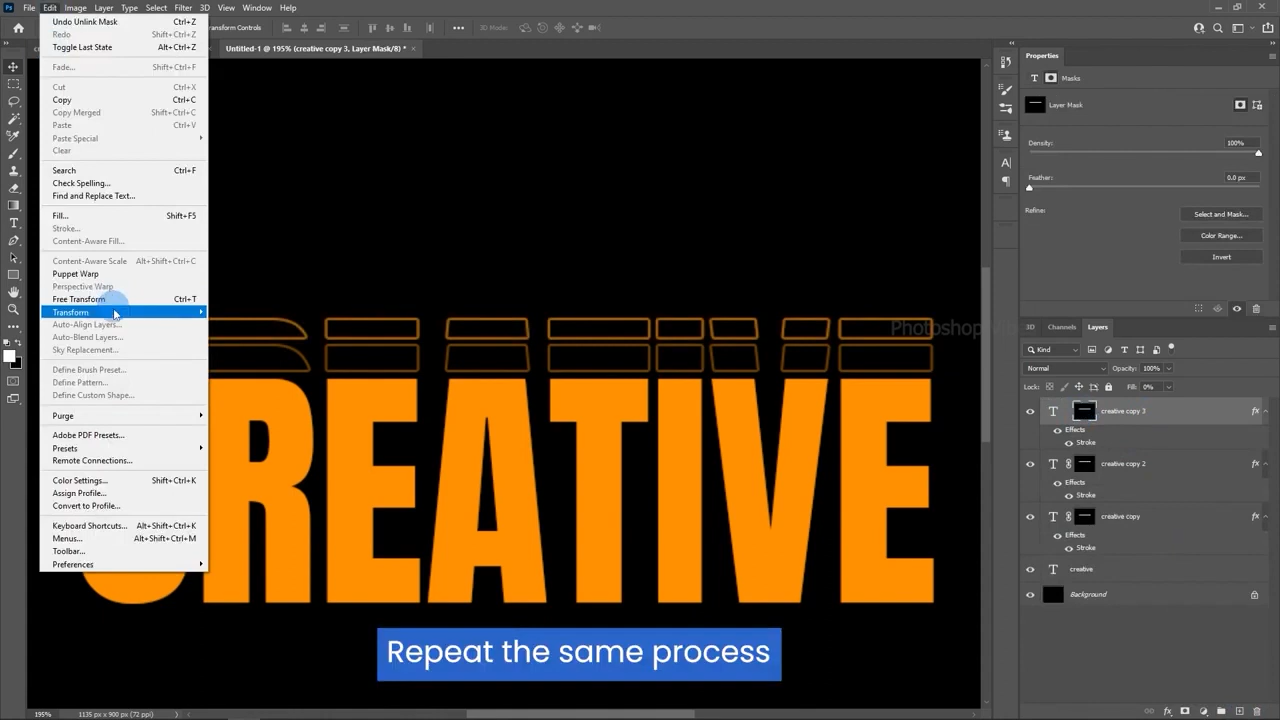 Ps File Edit Image Layer Type Select Filter 3D View Window Help
Transform Controls 3D Mode:
Untitled-1 @ 195% (creative copy 3, Layer Mask/8) *
Undo Unlink Mask Ctrl+Z
Redo Shift+Ctrl+Z
Toggle Last State Alt+Ctrl+Z
Fade... Shift+Ctrl+F
Cut Ctrl+X
Copy Ctrl+C
Copy Merged Shift+Ctrl+C
Paste Ctrl+V
Paste Special
Clear
Search Ctrl+F
Check Spelling...
Find and Replace Text...
Fill... Shift+F5
Stroke...
Content-Aware Fill...
Content-Aware Scale Alt+Shift+Ctrl+C
Puppet Warp
Perspective Warp
Free Transform Ctrl+T
Transform
Auto-Align Layers...
Auto-Blend Layers...
Sky Replacement...
Define Brush Preset...
Define Pattern...
Define Custom Shape...
Purge
Adobe PDF Presets...
Presets
Remote Connections...
Color Settings... Shift+Ctrl+K
Assign Profile...
Convert to Profile...
Keyboard Shortcuts... Alt+Shift+Ctrl+K
Menus... Alt+Shift+Ctrl+M
Toolbar...
Preferences
CREATIVE
Repeat the same process
195% 1135 px x 900 px (72 ppi)
Properties
Masks
Layer Mask
Density: 100%
Feather: 0.0 px
Refine: Select and Mask...
Color Range...
Invert
3D Channels Layers
Kind
Normal Opacity: 100%
Lock: Fill: 0%
creative copy 3 fx
Effects
Stroke
creative copy 2 fx
Effects
Stroke
creative copy fx
Effects
Stroke
creative
Background